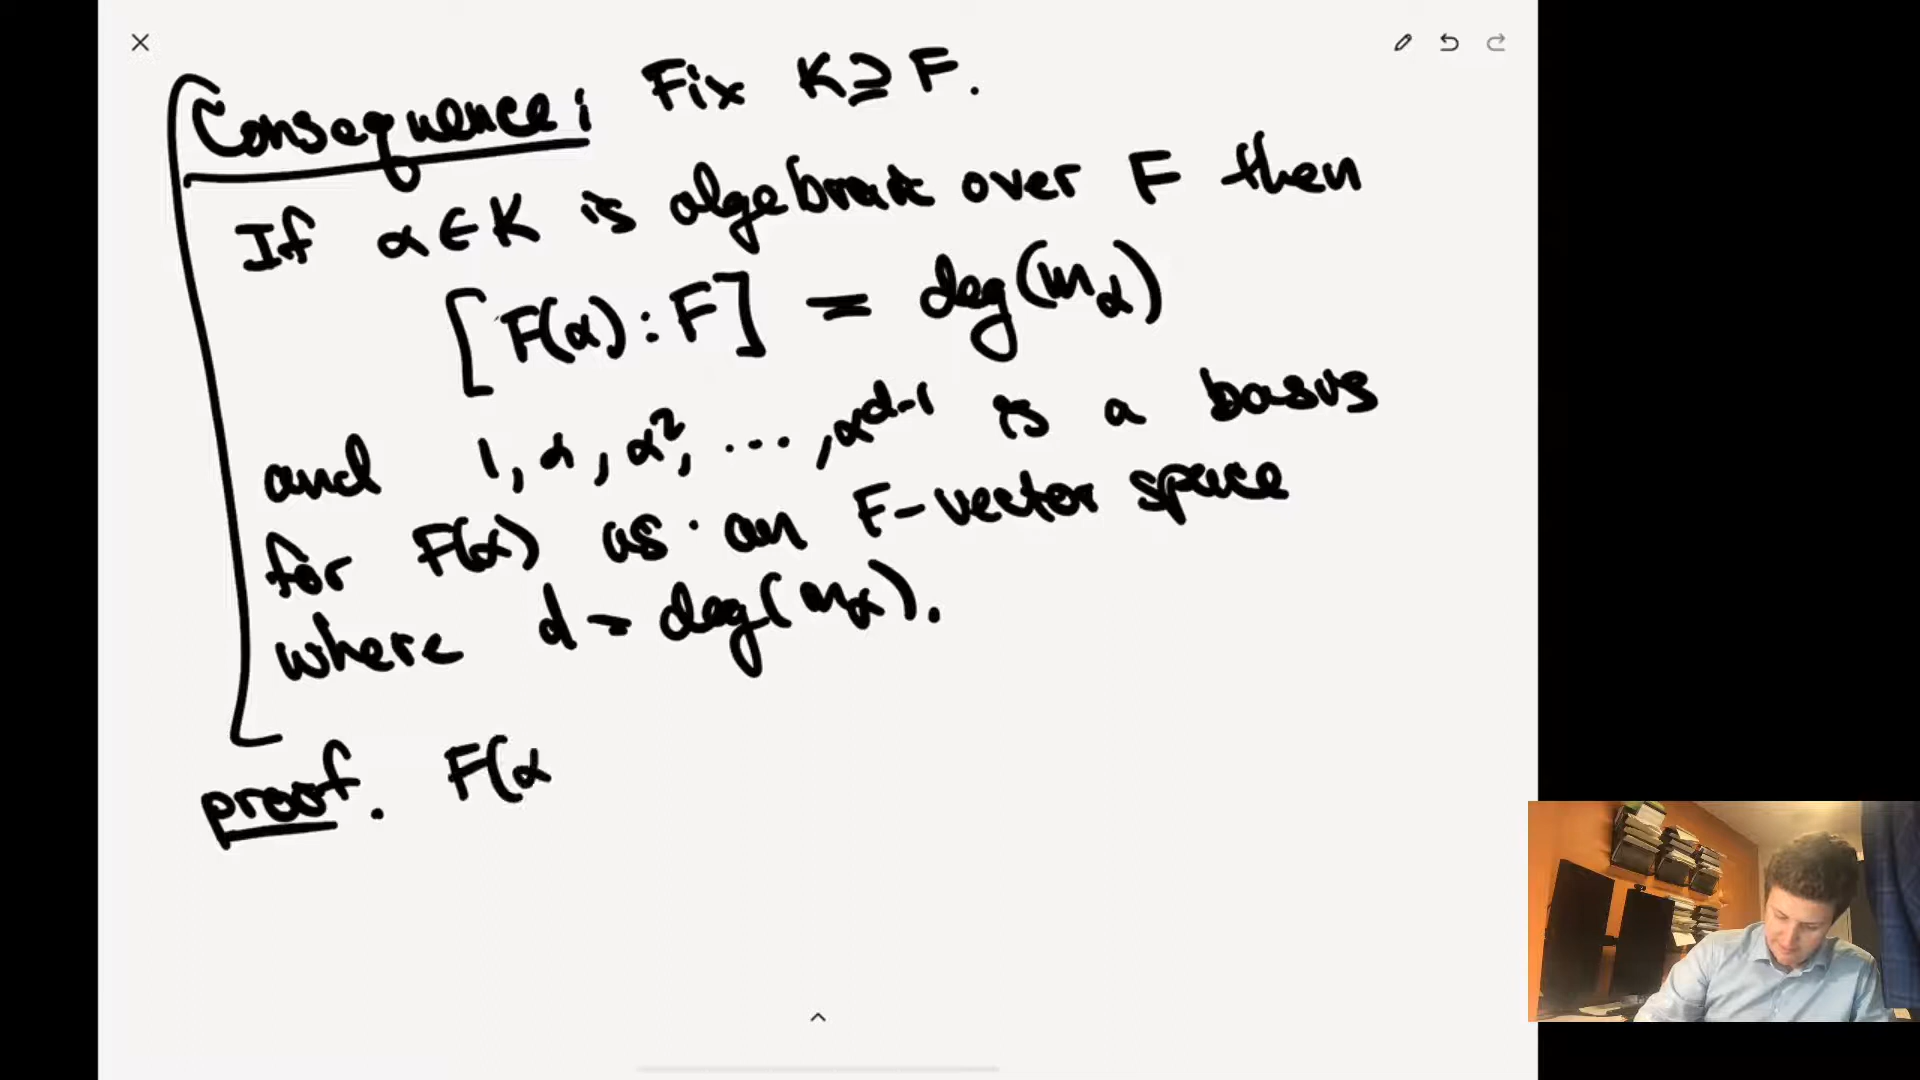 Consequence: Fix K ⊇ F.
If α ∈ K is algebraic over F then
[F(α) : F] = deg(m_α)
and 1, α, α², ..., α^{d-1} is a basis
for F(α) as an F-vector space
where d = deg(m_α).
proof. F(α